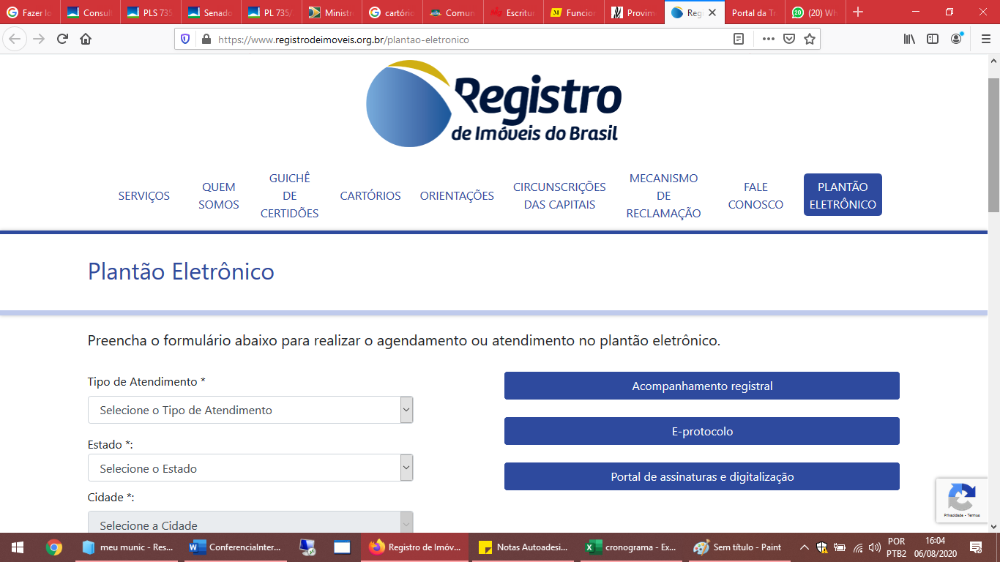 Fazer lo
Consult
PLS 735
Senado
PL 735/
Ministr
cartório
Comun
Escritur
Funcior
Provim
Regi
Portal da Tra
(20) Wh
https://www.registrodeimoveis.org.br/plantao-eletronico
Registro
de Imóveis do Brasil
SERVIÇOS
QUEM
SOMOS
GUICHÊ
DE
CERTIDÕES
CARTÓRIOS
ORIENTAÇÕES
CIRCUNSCRIÇÕES
DAS CAPITAIS
MECANISMO
DE
RECLAMAÇÃO
FALE
CONOSCO
PLANTÃO
ELETRÔNICO
Plantão Eletrônico
Preencha o formulário abaixo para realizar o agendamento ou atendimento no plantão eletrônico.
Tipo de Atendimento *
Selecione o Tipo de Atendimento
Estado *:
Selecione o Estado
Cidade *:
Selecione a Cidade
Acompanhamento registral
E-protocolo
Portal de assinaturas e digitalização
Privacidade - Termos
meu munic - Res...
ConferenciaInter...
Registro de Imóv...
Notas Autoadesi...
cronograma - Ex...
Sem título - Paint
POR
PTB2
16:04
06/08/2020